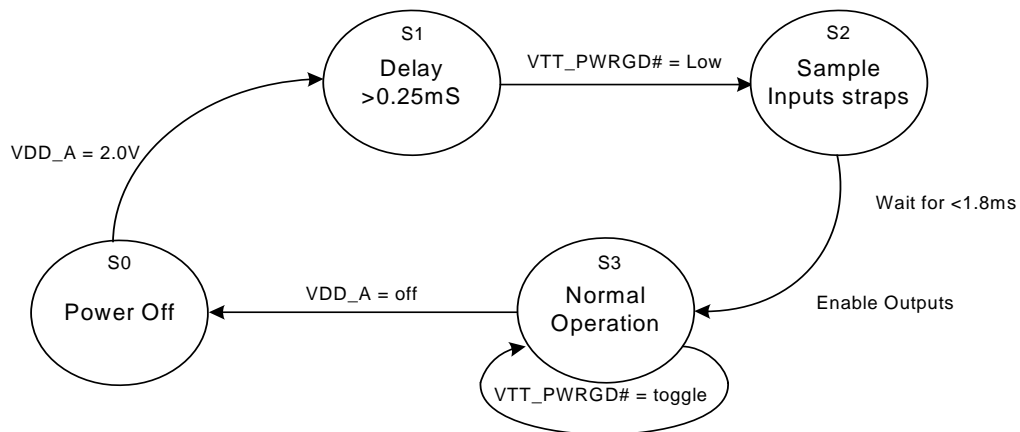 S1
Delay
>0.25mS
VTT_PWRGD# = Low
S2
Sample
Inputs straps
VDD_A = 2.0V
Wait for <1.8ms
S0
Power Off
VDD_A = off
S3
Normal
Operation
Enable Outputs
VTT_PWRGD# = toggle